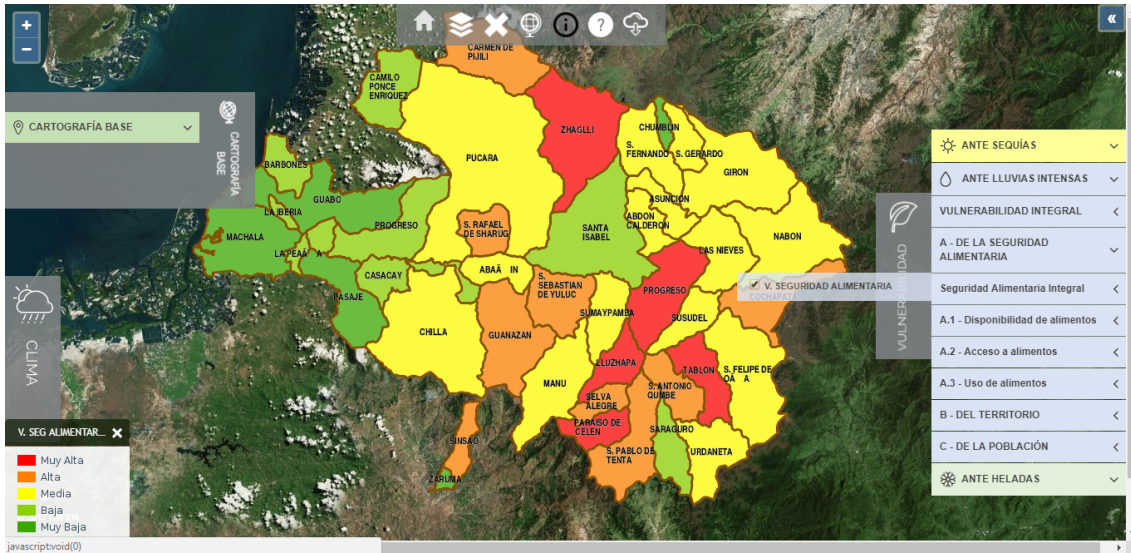 +
−
i
?
«
CARMEN DE
PIJILI
CAMILO
PONCE
ENRIQUEZ
ZHAGLLI
CHUMBLIN
PUCARA
S.
FERNANDO
S. GERARDO
GIRON
BARBONES
GUABO
LA IBERIA
MACHALA
PROGRESO
S. RAFAEL
DE SHARUG
SANTA
ISABEL
ASUNCIÓN
ABDON
CALDERON
NABON
LAS NIEVES
LA PEAÃ A
CASACAY
ABAÃ IN
PASAJE
S.
SEBASTIAN
DE YULUC
PROGRESO
COCHAPATA
SUMAYPAMBA
SUSUDEL
CHILLA
GUANAZAN
LLUZHAPA
TABLON
S. FELIPE DE
OÃ A
MANU
SELVA
ALEGRE
S. ANTONIO
QUMBE
PARAISO DE
CELEN
SARAGURO
SINSAO
S. PABLO DE
TENTA
URDANETA
ZARUMA
CARTOGRAFÍA BASE
CARTOGRAFÍA
BASE
CLIMA
VULNERABILIDAD
V. SEGURIDAD ALIMENTARIA
ANTE SEQUÍAS
ANTE LLUVIAS INTENSAS
VULNERABILIDAD INTEGRAL
A - DE LA SEGURIDAD
ALIMENTARIA
Seguridad Alimentaria Integral
A.1 - Disponibilidad de alimentos
A.2 - Acceso a alimentos
A.3 - Uso de alimentos
B - DEL TERRITORIO
C - DE LA POBLACIÓN
ANTE HELADAS
V. SEG ALIMENTAR...
Muy Alta
Alta
Media
Baja
Muy Baja
javascript:void(0)